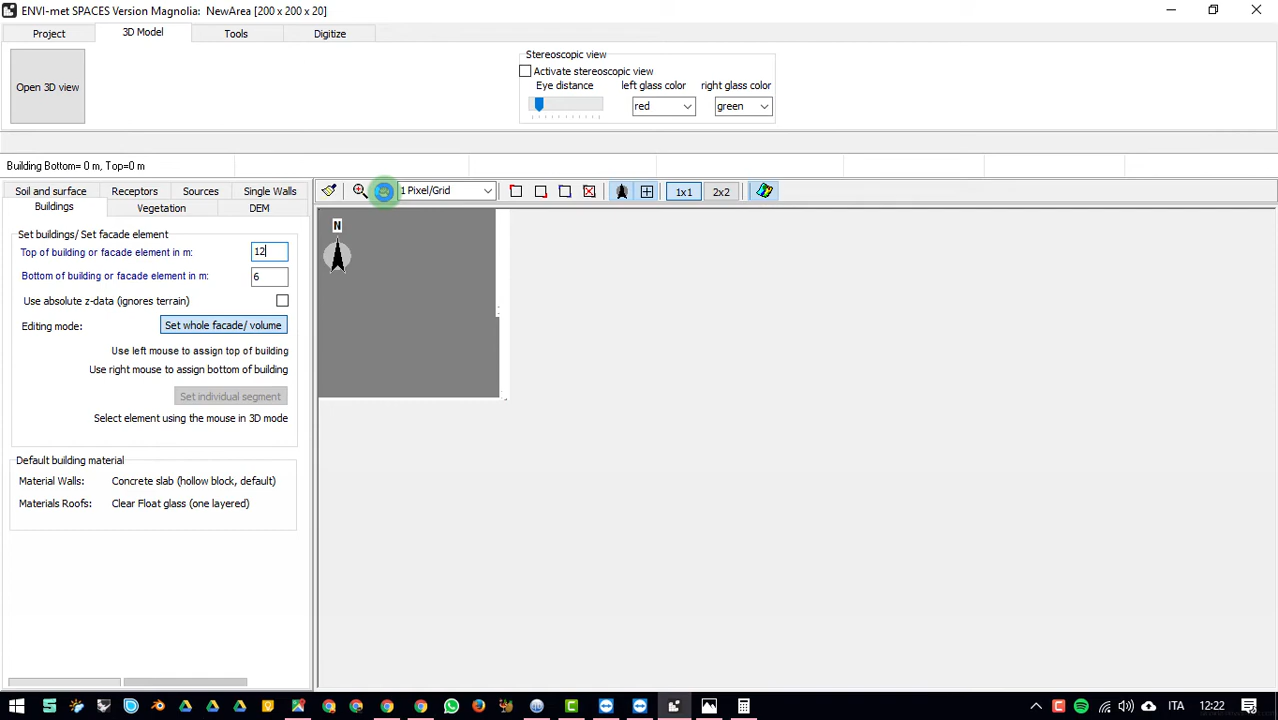 ENVI-met SPACES Version Magnolia: NewArea [200 x 200 x 20]
Project 3D Model Tools Digitize
Open 3D view
Stereoscopic view
Activate stereoscopic view
Eye distance left glass color right glass color
red green
Building Bottom= 0 m, Top=0 m
Soil and surface Receptors Sources Single Walls
Buildings Vegetation DEM
1 Pixel/Grid 1x1 2x2
Set buildings/ Set facade element
Top of building or facade element in m: 12
Bottom of building or facade element in m: 6
Use absolute z-data (ignores terrain)
Editing mode: Set whole facade/ volume
Use left mouse to assign top of building
Use right mouse to assign bottom of building
Set individual segment
Select element using the mouse in 3D mode
Default building material
Material Walls: Concrete slab (hollow block, default)
Materials Roofs: Clear Float glass (one layered)
N
ITA 12:22